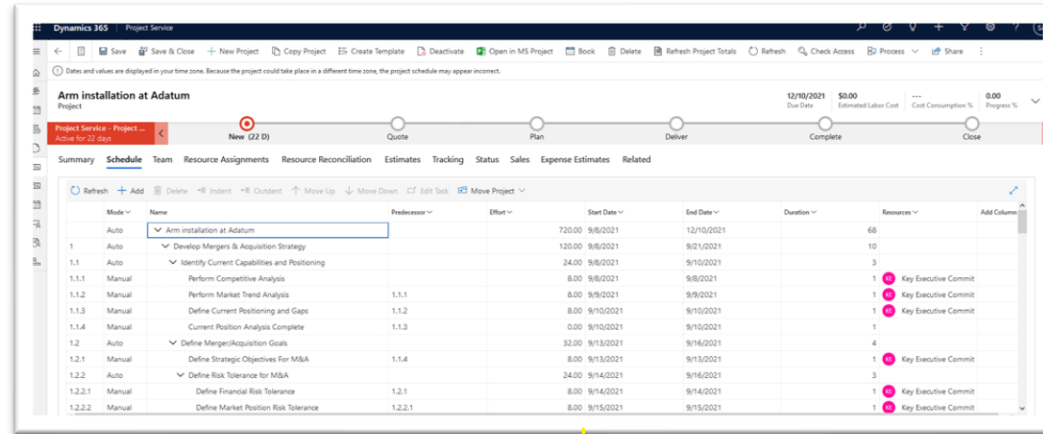 Dynamics 365 Project Service
Save Save & Close New Project Copy Project Create Template Deactivate Open in MS Project Book Delete Refresh Project Totals Refresh Check Access Process Share
Dates and values are displayed in your time zone. Because the project could take place in a different time zone, the project schedule may appear incorrect.
Arm installation at Adatum
Project
12/10/2021 $0.00 --- 0.00
Due Date Estimated Labor Cost Cost Consumption % Progress %
Project Service - Project ...
Active for 22 days
New (22 D) Quote Plan Deliver Complete Close
Summary Schedule Team Resource Assignments Resource Reconciliation Estimates Tracking Status Sales Expense Estimates Related
Refresh Add Delete Indent Outdent Move Up Move Down Edit Task Move Project
Mode Name Predecessor Effort Start Date End Date Duration Resources Add Column
Auto Arm installation at Adatum 720.00 9/8/2021 12/10/2021 68
1 Auto Develop Mergers & Acquisition Strategy 120.00 9/8/2021 9/21/2021 10
1.1 Auto Identify Current Capabilities and Positioning 24.00 9/8/2021 9/10/2021 3
1.1.1 Manual Perform Competitive Analysis 8.00 9/8/2021 9/8/2021 1 KE Key Executive Commit
1.1.2 Manual Perform Market Trend Analysis 1.1.1 8.00 9/9/2021 9/9/2021 1 KE Key Executive Commit
1.1.3 Manual Define Current Positioning and Gaps 1.1.2 8.00 9/10/2021 9/10/2021 1 KE Key Executive Commit
1.1.4 Manual Current Position Analysis Complete 1.1.3 0.00 9/10/2021 9/10/2021 1
1.2 Auto Define Merger/Acquisition Goals 32.00 9/13/2021 9/16/2021 4
1.2.1 Manual Define Strategic Objectives For M&A 1.1.4 8.00 9/13/2021 9/13/2021 1 KE Key Executive Commit
1.2.2 Auto Define Risk Tolerance for M&A 24.00 9/14/2021 9/16/2021 3
1.2.2.1 Manual Define Financial Risk Tolerance 1.2.1 8.00 9/14/2021 9/14/2021 1 KE Key Executive Commit
1.2.2.2 Manual Define Market Position Risk Tolerance 1.2.2.1 8.00 9/15/2021 9/15/2021 1 KE Key Executive Commit